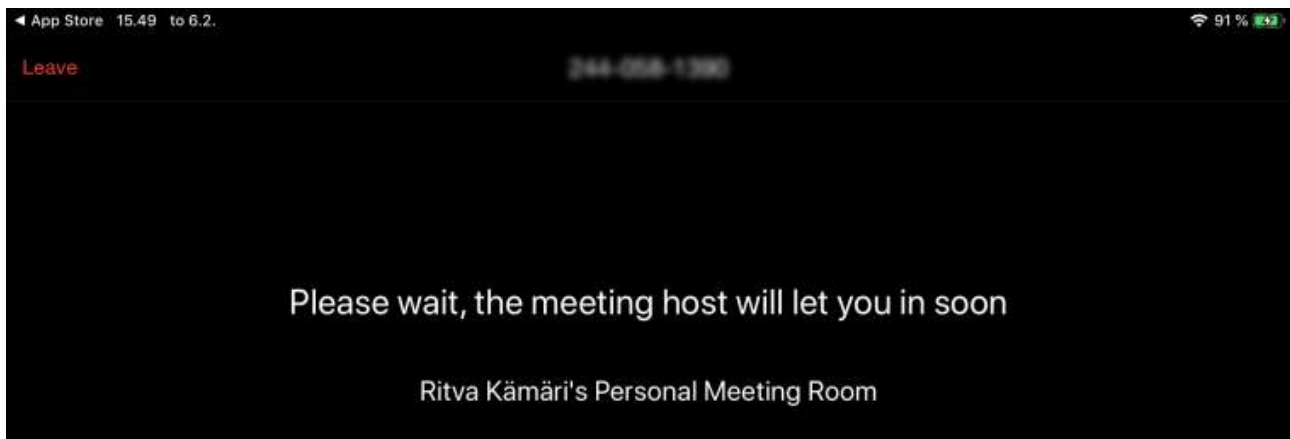 ◀ App Store 15.49 to 6.2. 91 %
Leave
Please wait, the meeting host will let you in soon
Ritva Kämäri's Personal Meeting Room